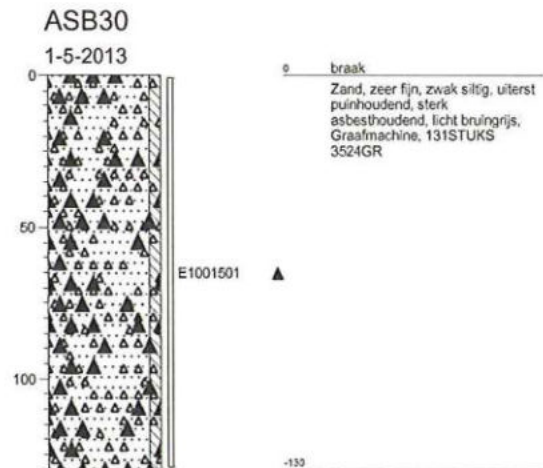 ASB30
1-5-2013
0
0
braak
Zand, zeer fijn, zwak siltig, uiterst
puinhoudend, sterk
asbesthoudend, licht bruingrijs,
Graafmachine, 131STUKS
3524GR
50
E1001501
100
-130